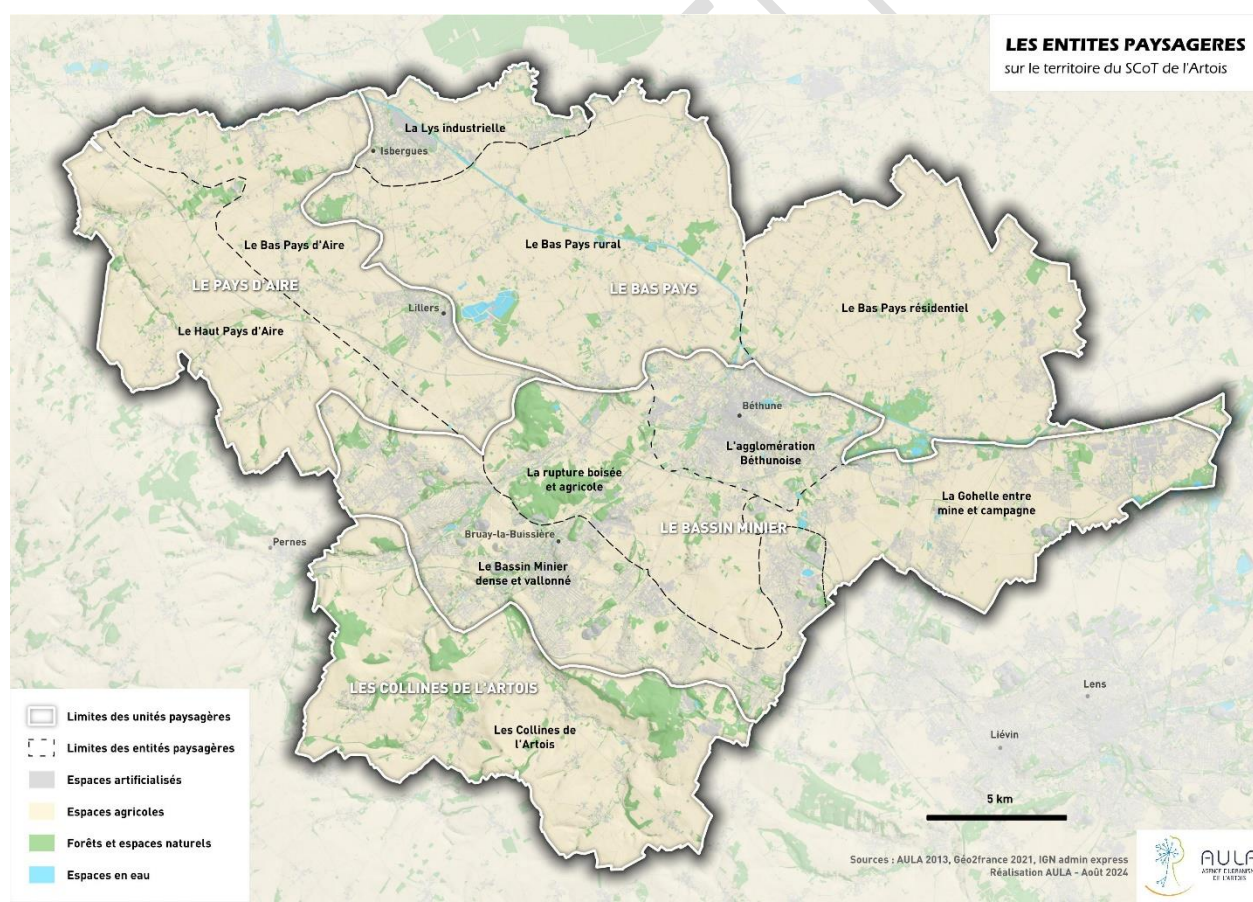 LES ENTITES PAYSAGERES
sur le territoire du SCoT de l'Artois
La Lys industrielle
Isbergues
Le Bas Pays d'Aire
Le Bas Pays rural
LE PAYS D'AIRE
LE BAS PAYS
Lillers
Le Bas Pays résidentiel
Le Haut Pays d'Aire
Béthune
L'agglomération
Béthunoise
La rupture boisée
et agricole
La Gohelle entre
mine et campagne
LE BASSIN MINIER
Bruay-la-Buissière
Pernes
Le Bassin Minier
dense et vallonné
LES COLLINES DE L'ARTOIS
Les Collines de
l'Artois
Lens
Liévin
Limites des unités paysagères
Limites des entités paysagères
Espaces artificialisés
Espaces agricoles
Forêts et espaces naturels
Espaces en eau
5 km
Sources : AULA 2013, Géo2france 2021, IGN admin express
Réalisation AULA - Août 2024
AULA
AGENCE D'URBANISME
DE L'ARTOIS